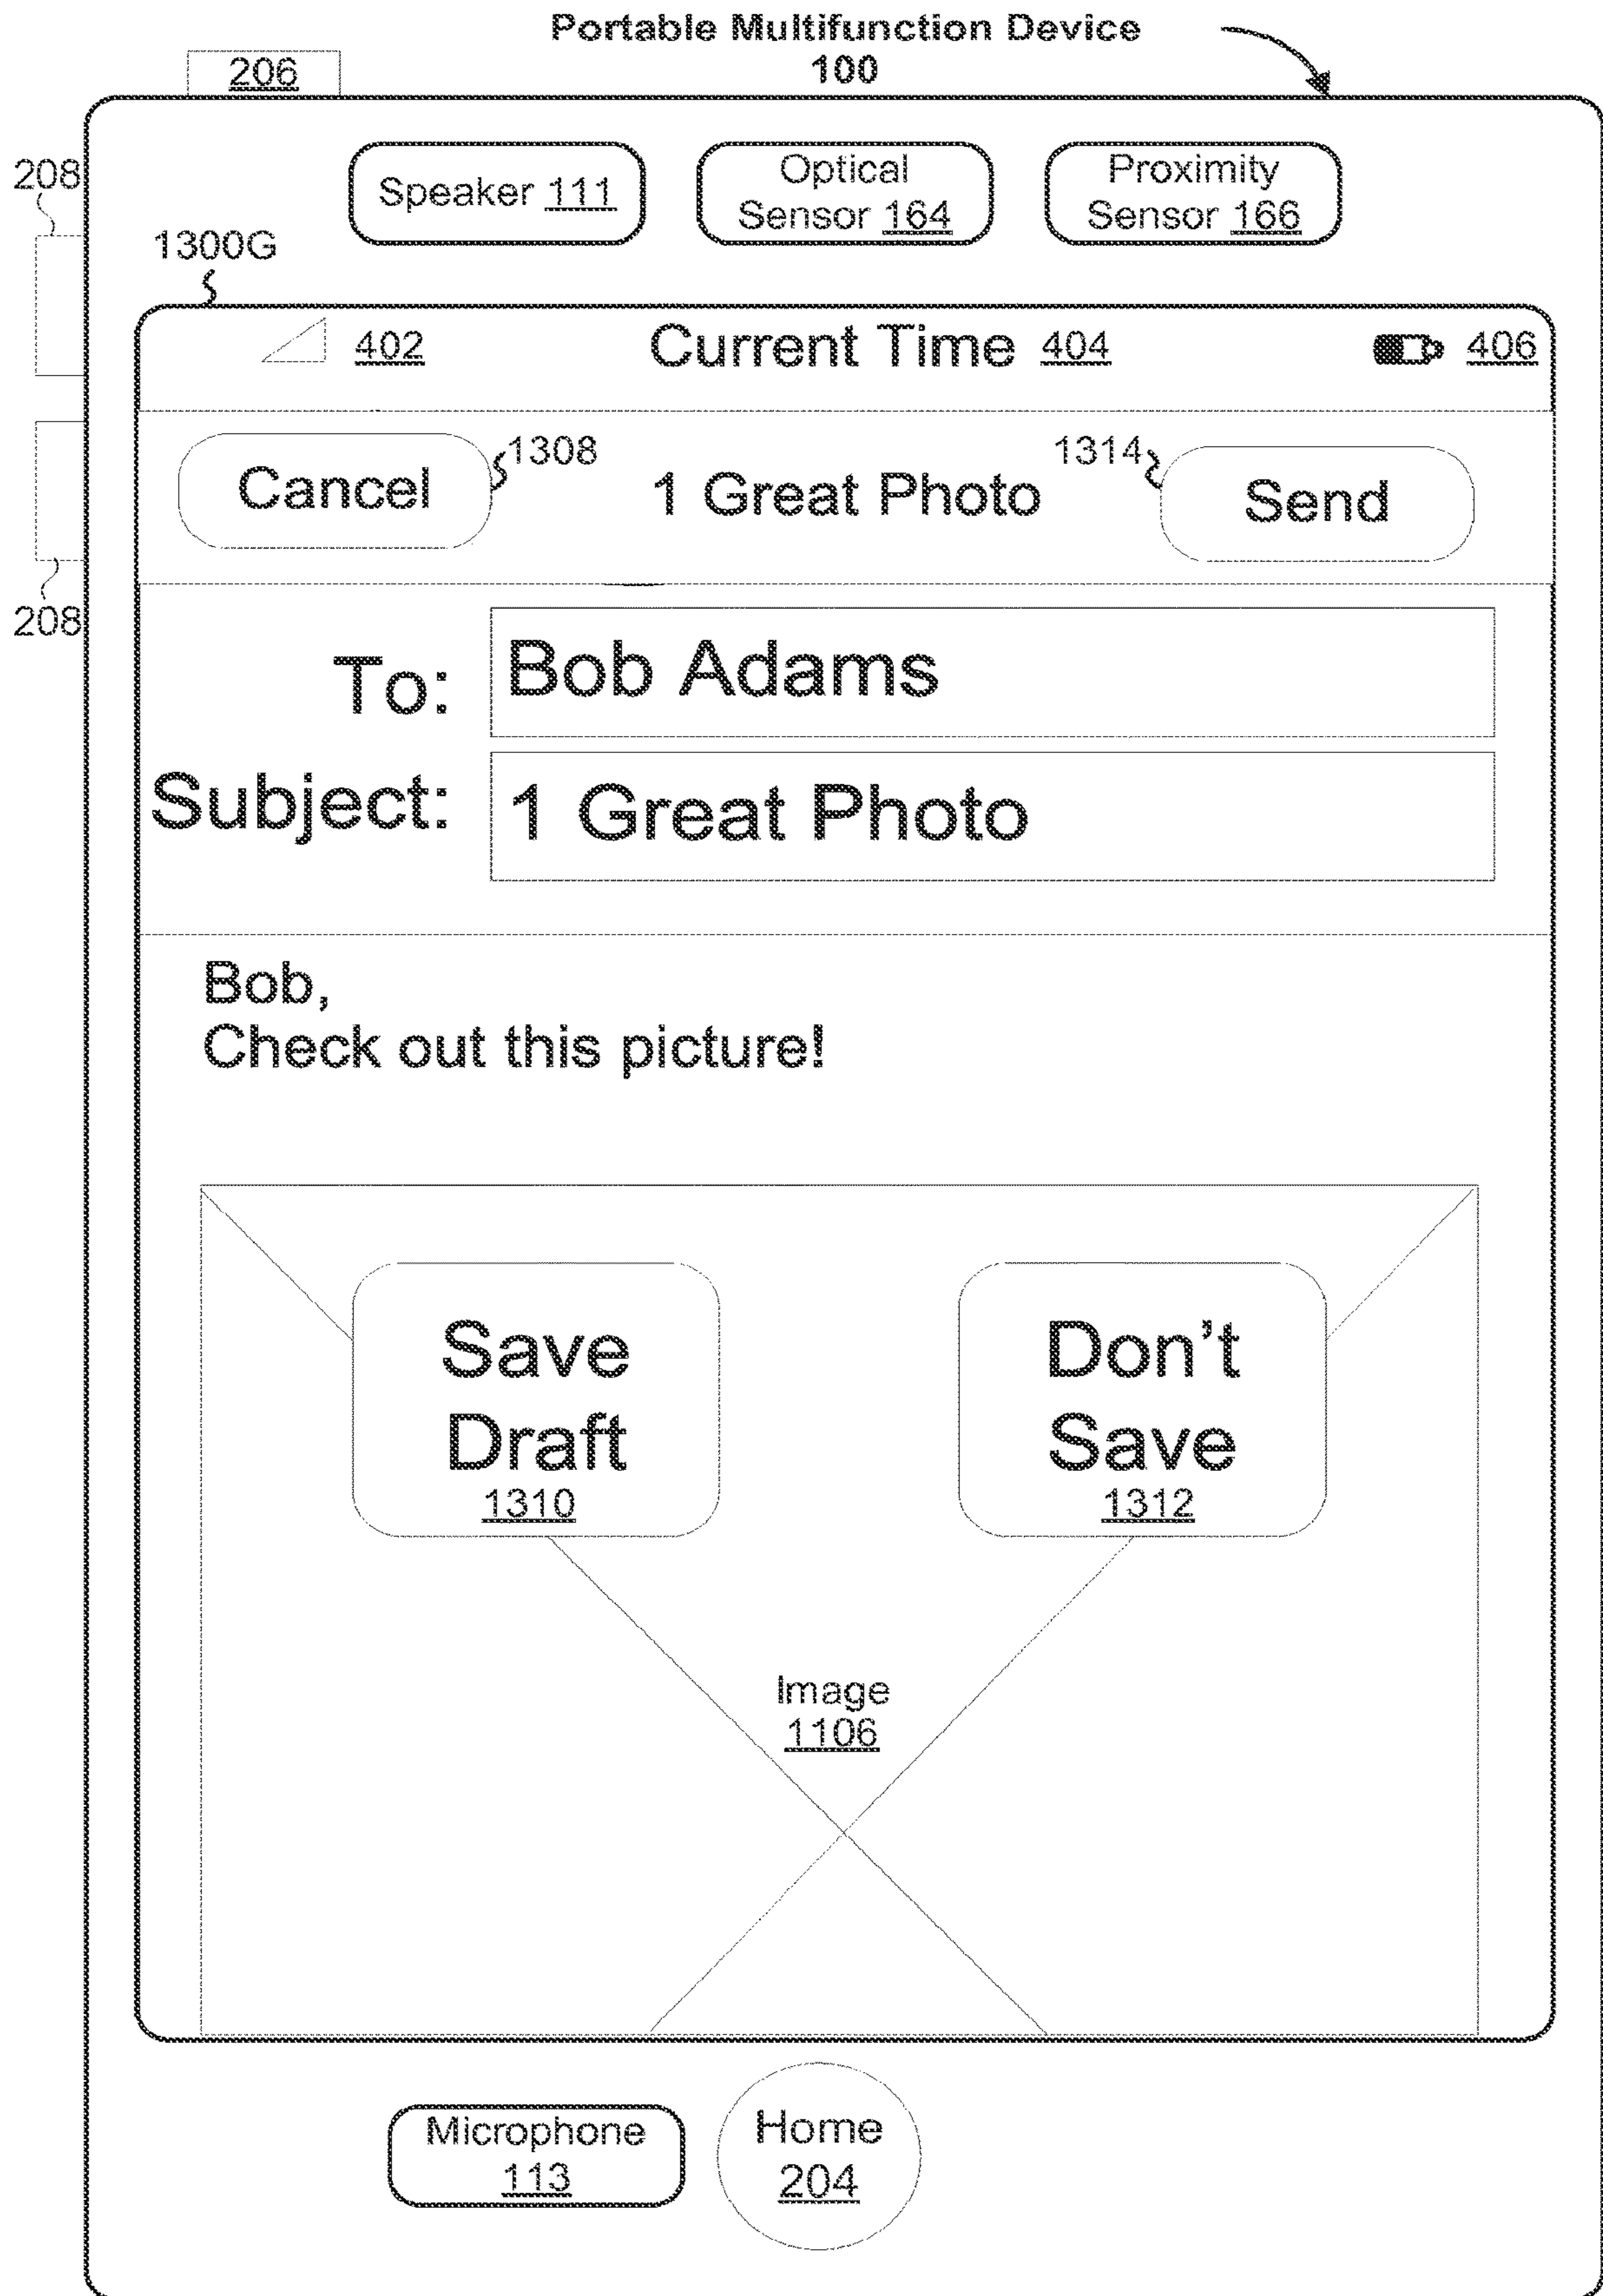 Portable Multifunction Device
100
206
208
Speaker 111
Optical
Sensor 164
Proximity
Sensor 166
1300G
402
Current Time 404
406
Cancel
1308
1 Great Photo
1314
Send
208
To:
Bob Adams
Subject:
1 Great Photo
Bob,
Check out this picture!
Save
Draft
1310
Don't
Save
1312
Image
1106
Microphone
113
Home
204